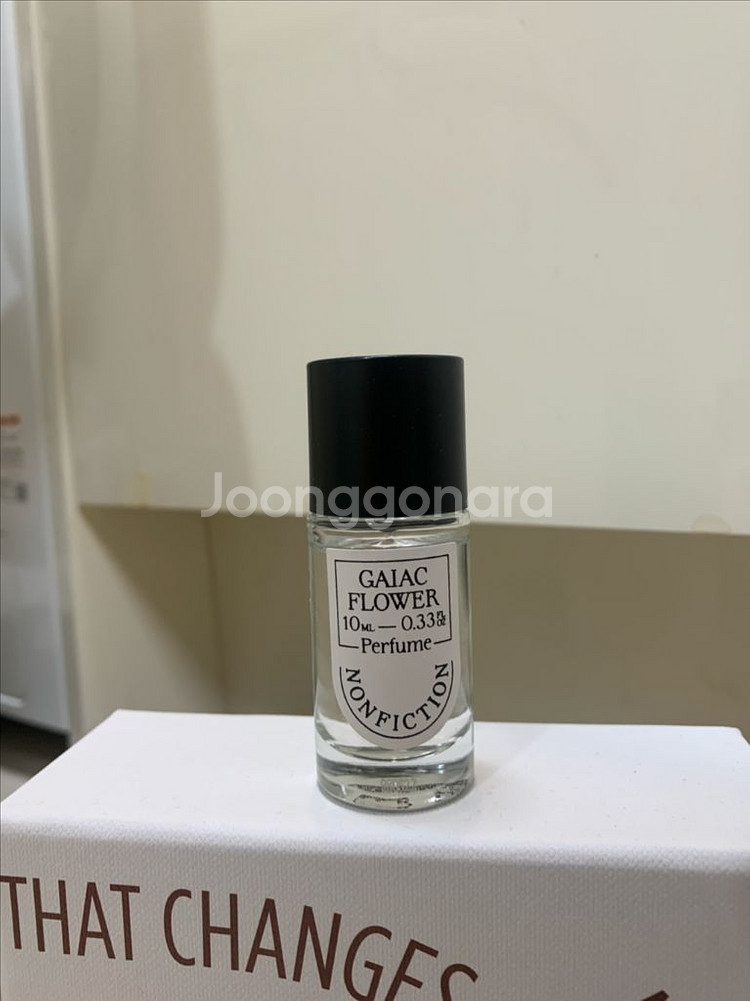 Joonggonara
GAIAC
FLOWER
10ML — 0.33 FL OZ
Perfume
NONFICTION
THAT CHANGES